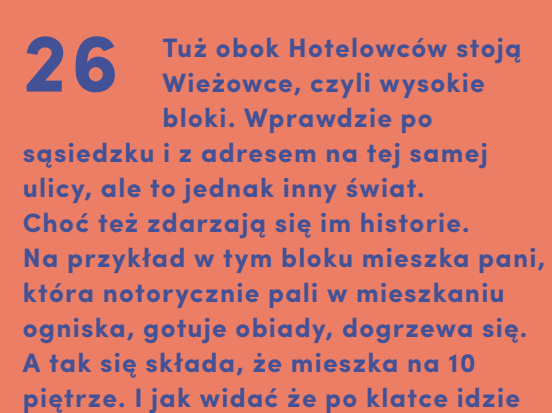 26
Tuż obok Hotelowców stoją
Wieżowce, czyli wysokie
bloki. Wprawdzie po
sąsiedzku i z adresem na tej samej
ulicy, ale to jednak inny świat.
Choć też zdarzają się im historie.
Na przykład w tym bloku mieszka pani,
która notorycznie pali w mieszkaniu
ogniska, gotuje obiady, dogrzewa się.
A tak się składa, że mieszka na 10
piętrze. I jak widać że po klatce idzie